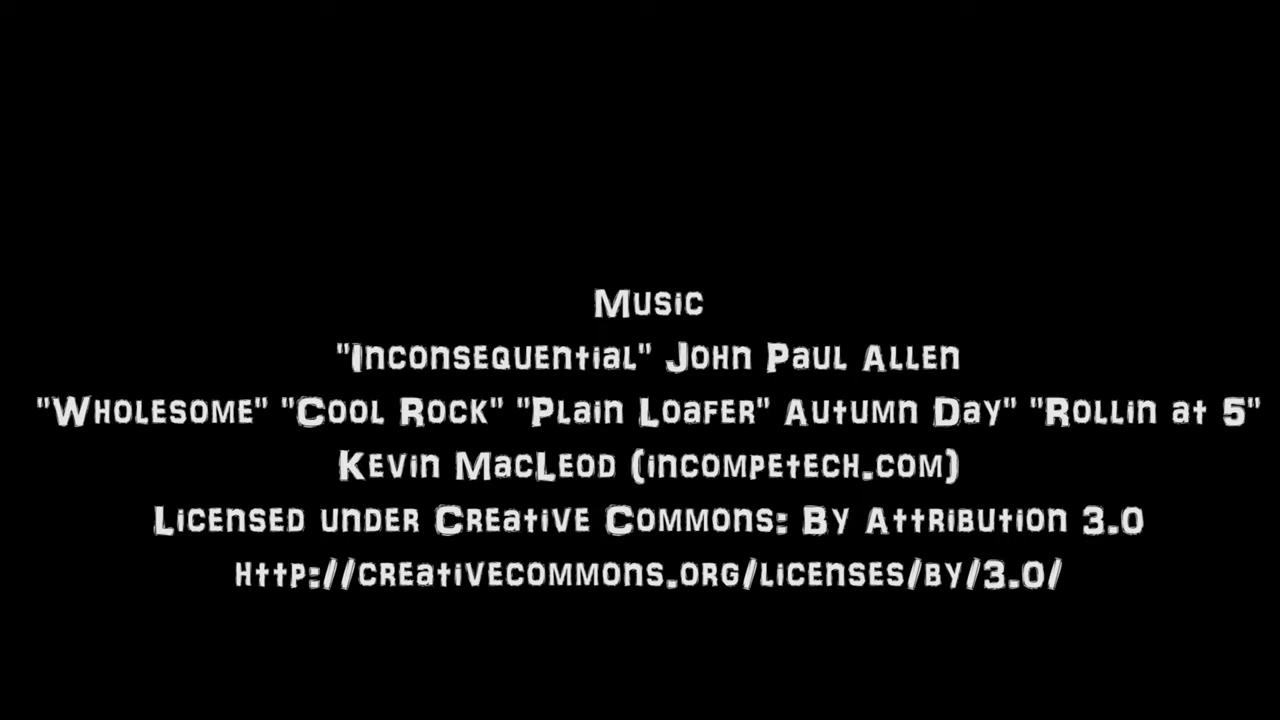 Music
"Inconsequential" John Paul Allen
"Wholesome" "Cool Rock" "Plain Loafer" Autumn Day" "Rollin at 5"
Kevin MacLeod (incompetech.com)
Licensed under Creative Commons: By Attribution 3.0
http://creativecommons.org/licenses/by/3.0/